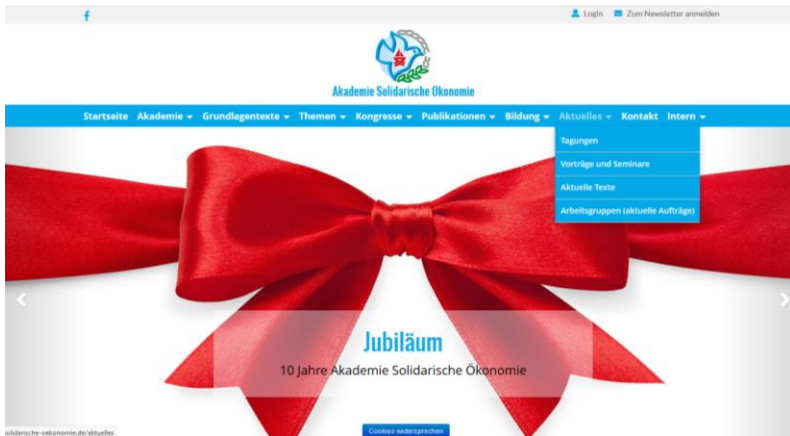 f
Login Zum Newsletter anmelden
Akademie Solidarische Ökonomie
Startseite Akademie Grundlagentexte Themen Kongresse Publikationen Bildung Aktuelles Kontakt Intern
Tagungen
Vorträge und Seminare
Aktuelle Texte
Arbeitsgruppen (aktuelle Aufträge)
Jubiläum
10 Jahre Akademie Solidarische Ökonomie
Cookies widersprechen
solidarische-oekonomie.de/aktuelles